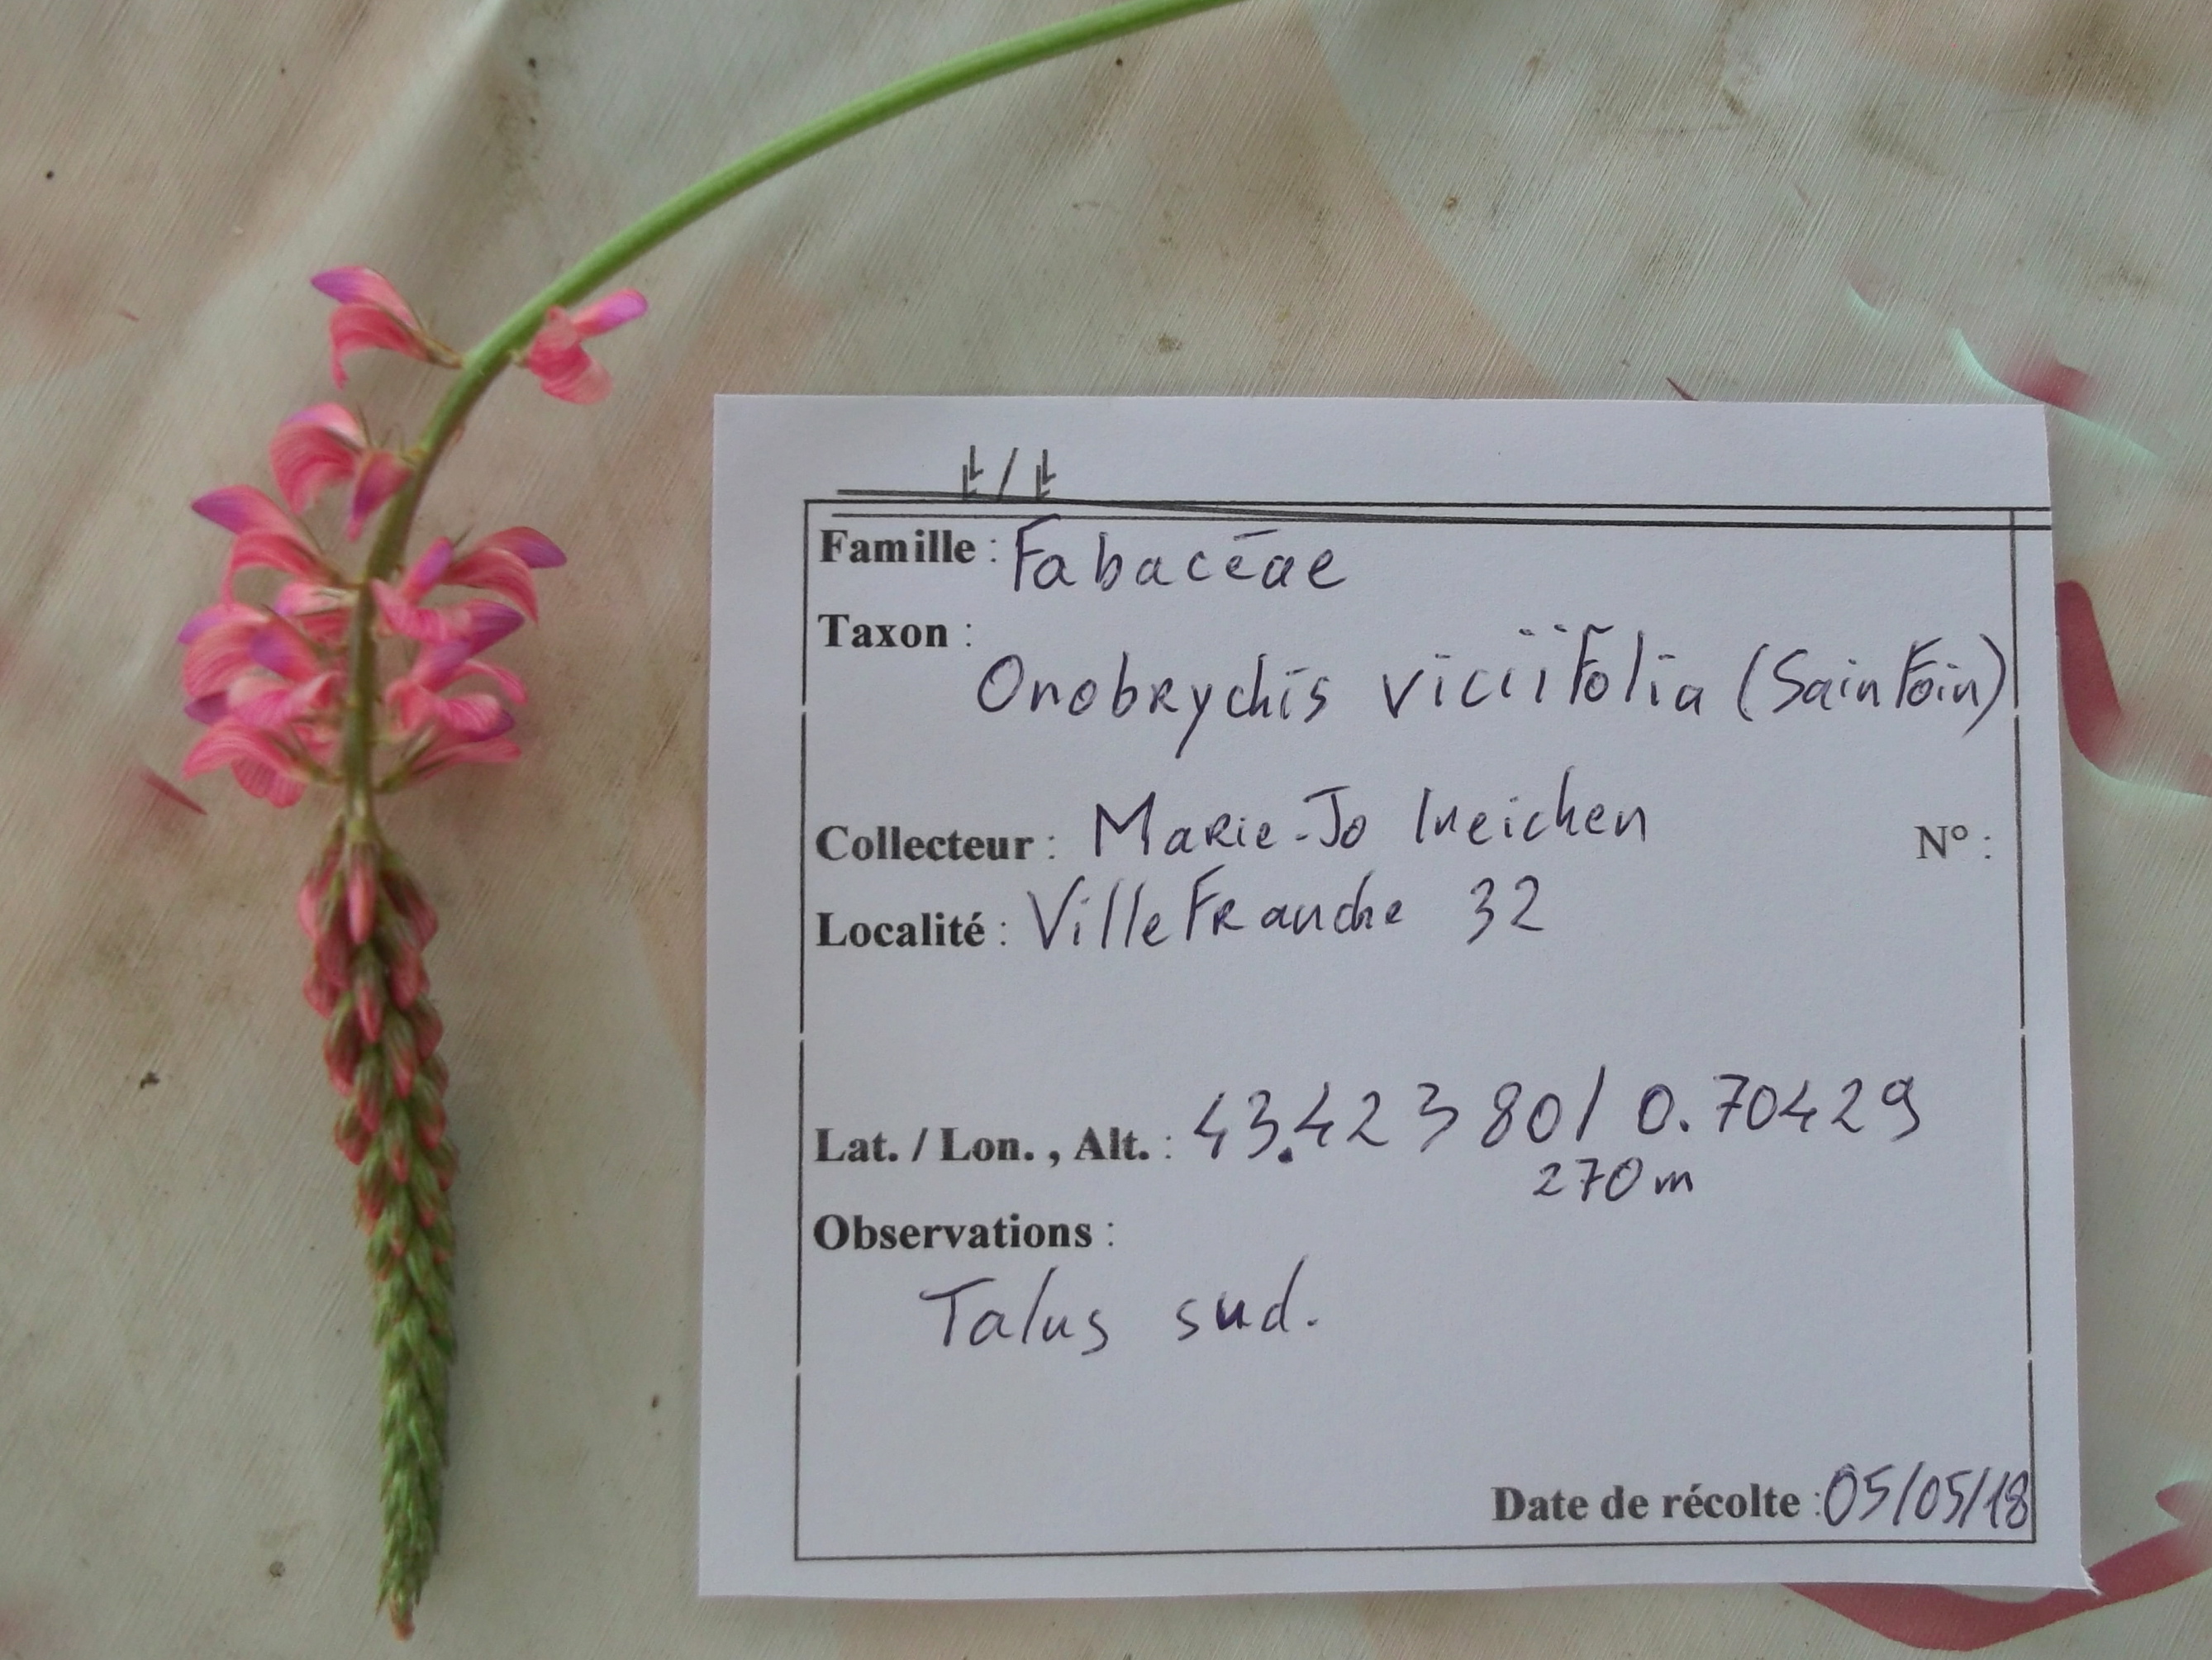 Famille : Fabacéae
Taxon :
Onobrychis viciifolia (Sainfoin)
Collecteur : Marie-Jo Ineichen N° :
Localité : Villefranche 32
Lat. / Lon. , Alt. : 43.42380 / 0.70429
270 m
Observations :
Talus sud.
Date de récolte : 05/05/18